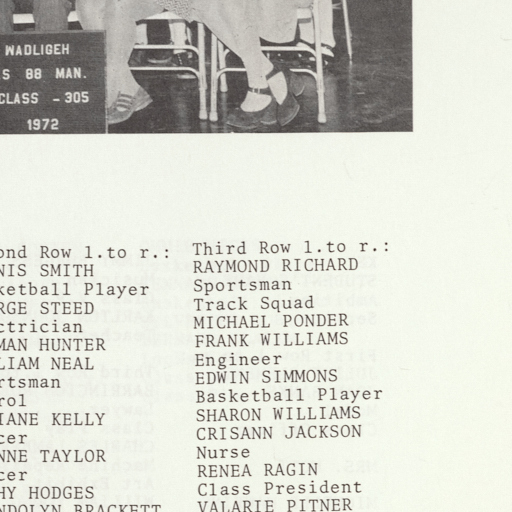 WADLIGEH
S 88 MAN.
CLASS - 305
1972
ond Row l.to r.:
NIS SMITH
ketball Player
RGE STEED
ctrician
MAN HUNTER
LIAM NEAL
rtsman
rol
IANE KELLY
cer
NNE TAYLOR
cer
HY HODGES
NDOLYN BRACKETT
Third Row l.to r.:
RAYMOND RICHARD
Sportsman
Track Squad
MICHAEL PONDER
FRANK WILLIAMS
Engineer
EDWIN SIMMONS
Basketball Player
SHARON WILLIAMS
CRISANN JACKSON
Nurse
RENEA RAGIN
Class President
VALARIE PITNER